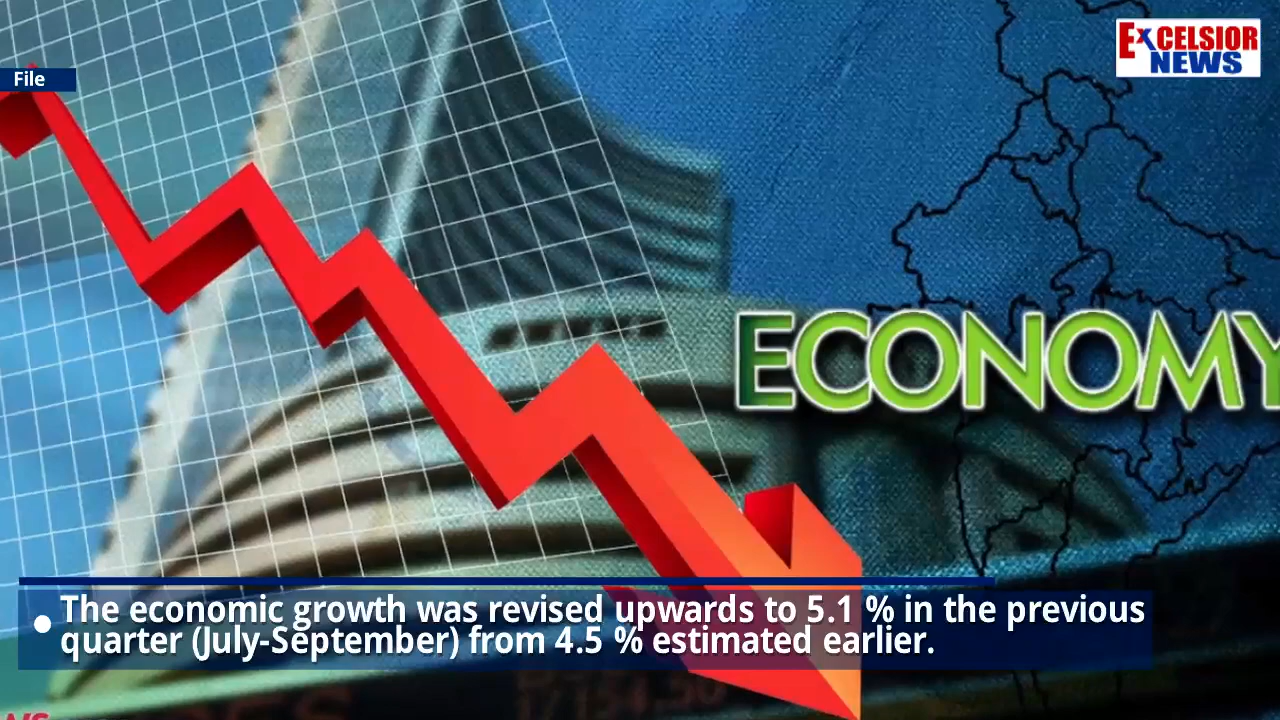 EXCELSIOR
NEWS
File
ECONOMY
The economic growth was revised upwards to 5.1 % in the previous
quarter (July-September) from 4.5 % estimated earlier.